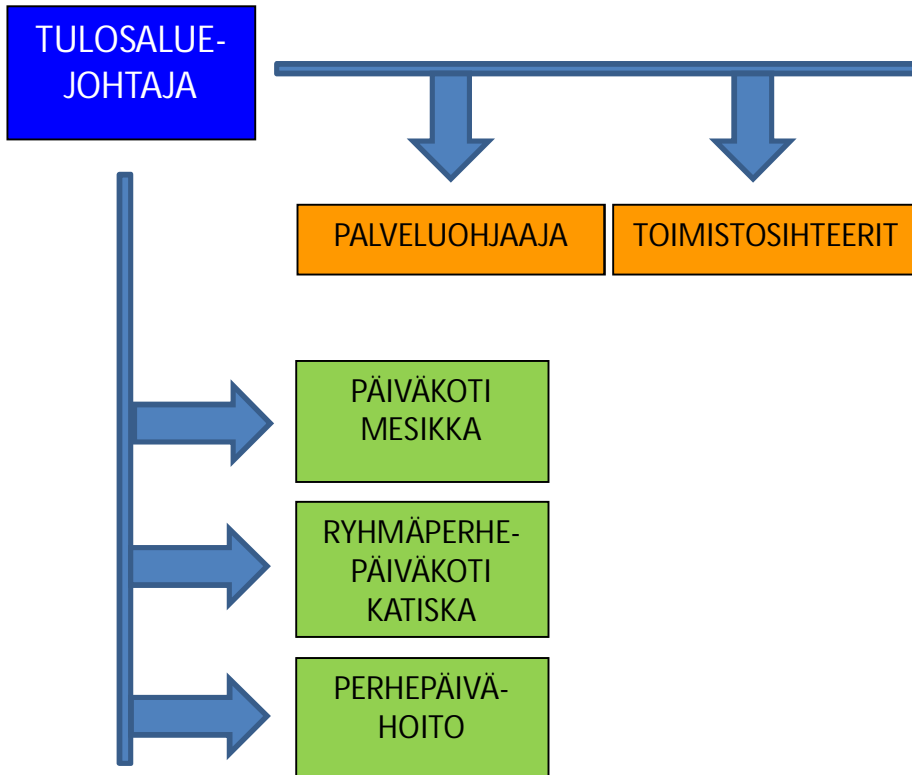 TULOSALUE-
JOHTAJA
PALVELUOHJAAJA
TOIMISTOSIHTEERIT
PÄIVÄKOTI
MESIKKA
RYHMÄPERHE-
PÄIVÄKOTI
KATISKA
PERHEPÄIVÄ-
HOITO